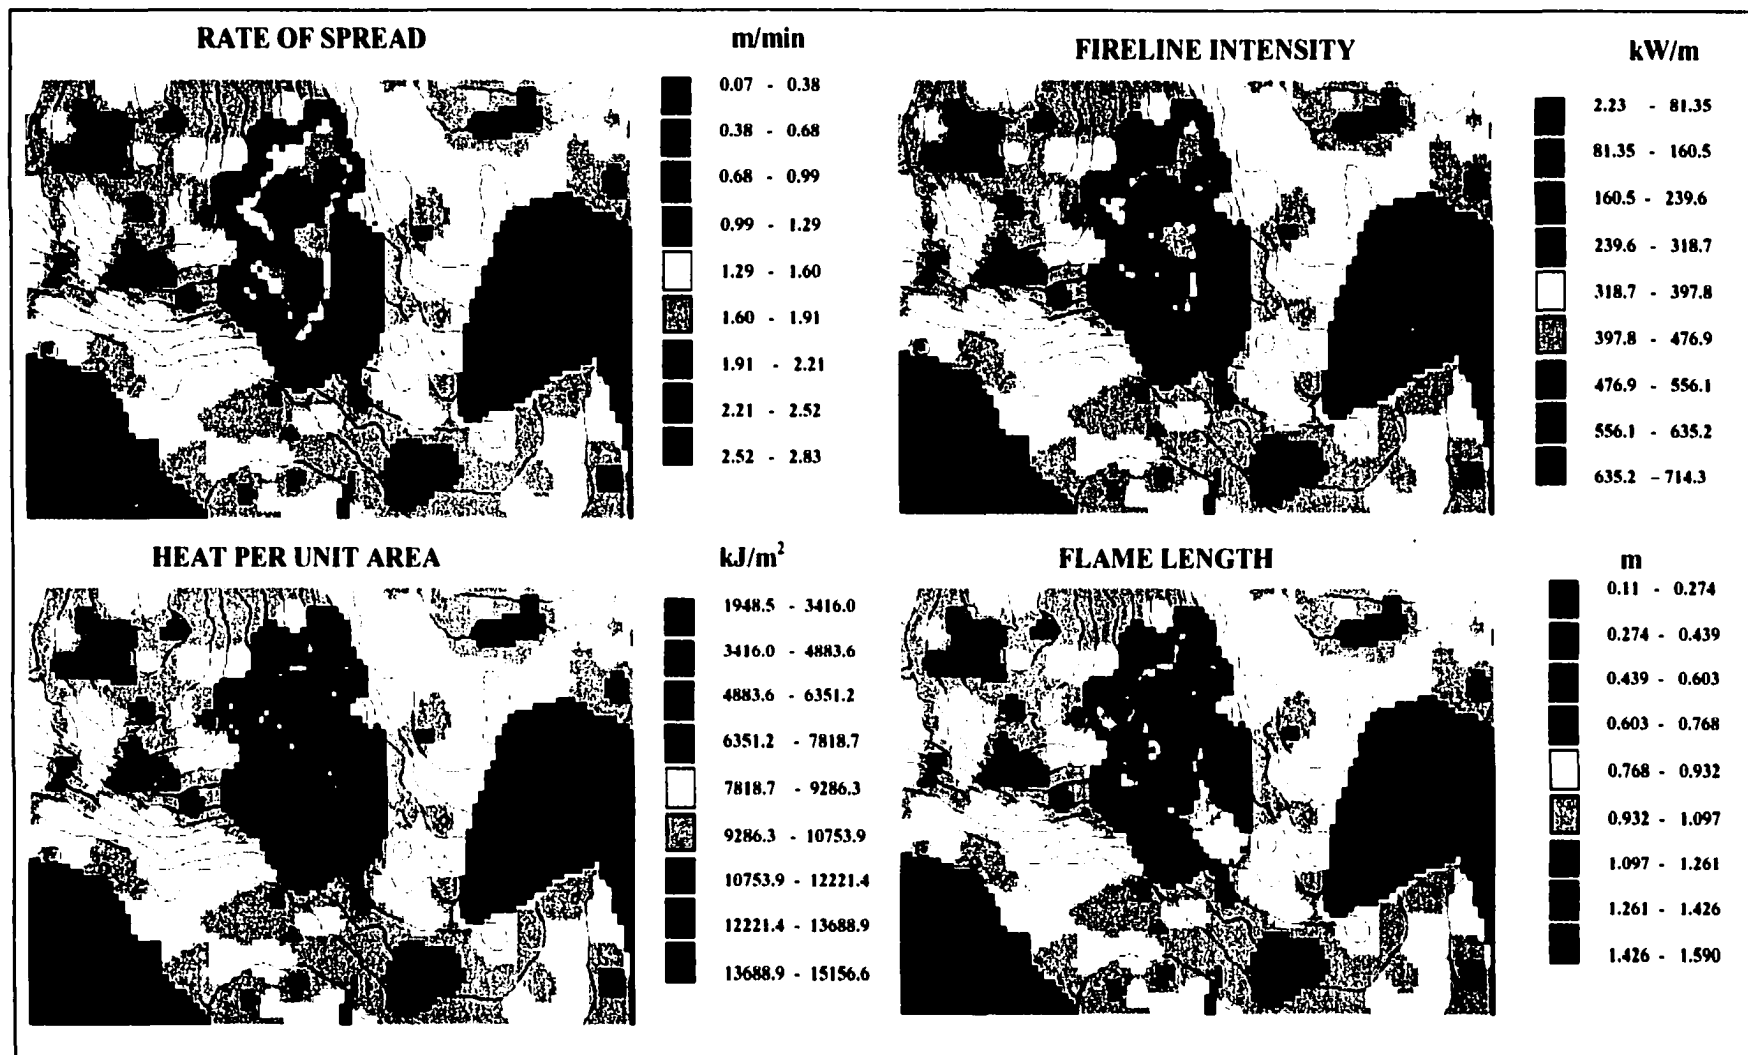 RATE OF SPREAD
m/min
0.07 - 0.38
0.38 - 0.68
0.68 - 0.99
0.99 - 1.29
1.29 - 1.60
1.60 - 1.91
1.91 - 2.21
2.21 - 2.52
2.52 - 2.83
FIRELINE INTENSITY
kW/m
2.23 - 81.35
81.35 - 160.5
160.5 - 239.6
239.6 - 318.7
318.7 - 397.8
397.8 - 476.9
476.9 - 556.1
556.1 - 635.2
635.2 - 714.3
HEAT PER UNIT AREA
kJ/m²
1948.5 - 3416.0
3416.0 - 4883.6
4883.6 - 6351.2
6351.2 - 7818.7
7818.7 - 9286.3
9286.3 - 10753.9
10753.9 - 12221.4
12221.4 - 13688.9
13688.9 - 15156.6
FLAME LENGTH
m
0.11 - 0.274
0.274 - 0.439
0.439 - 0.603
0.603 - 0.768
0.768 - 0.932
0.932 - 1.097
1.097 - 1.261
1.261 - 1.426
1.426 - 1.590